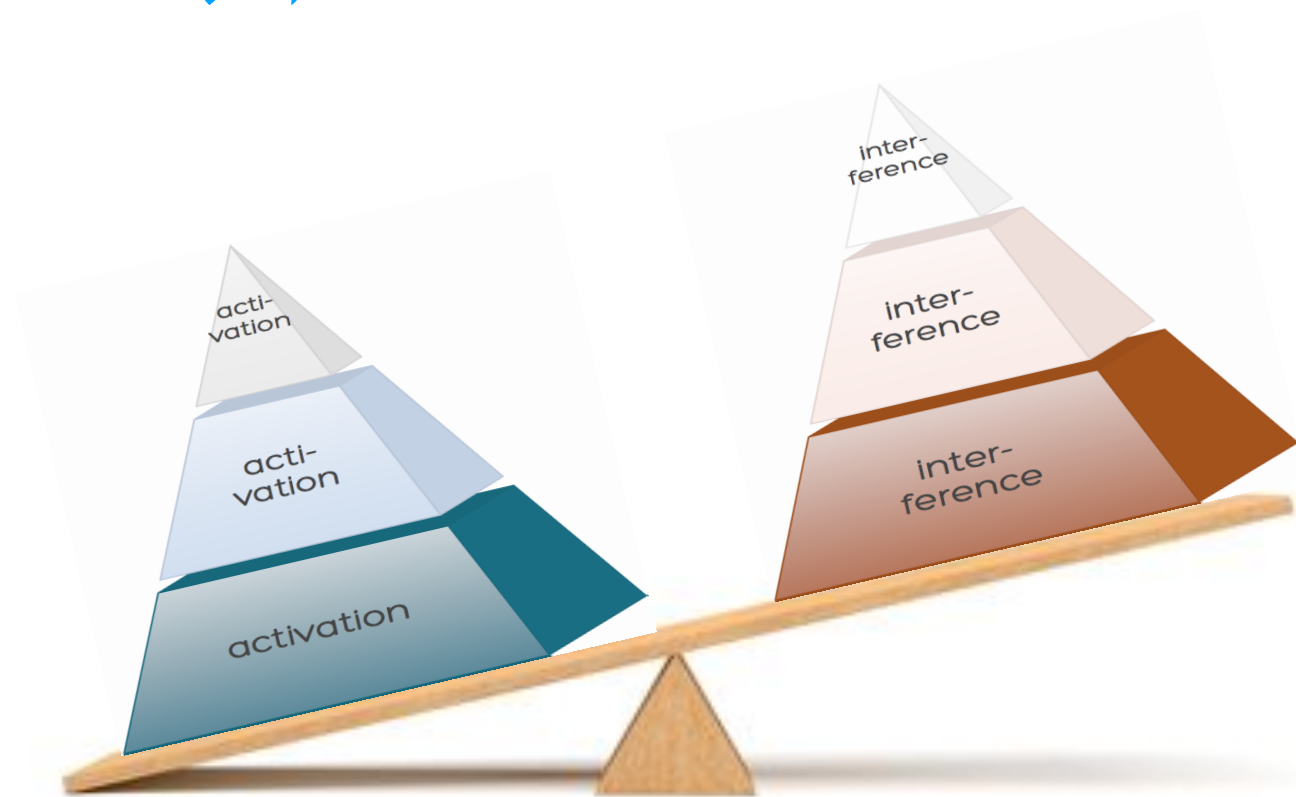 acti-
vation
acti-
vation
activation
inter-
ference
inter-
ference
inter-
ference